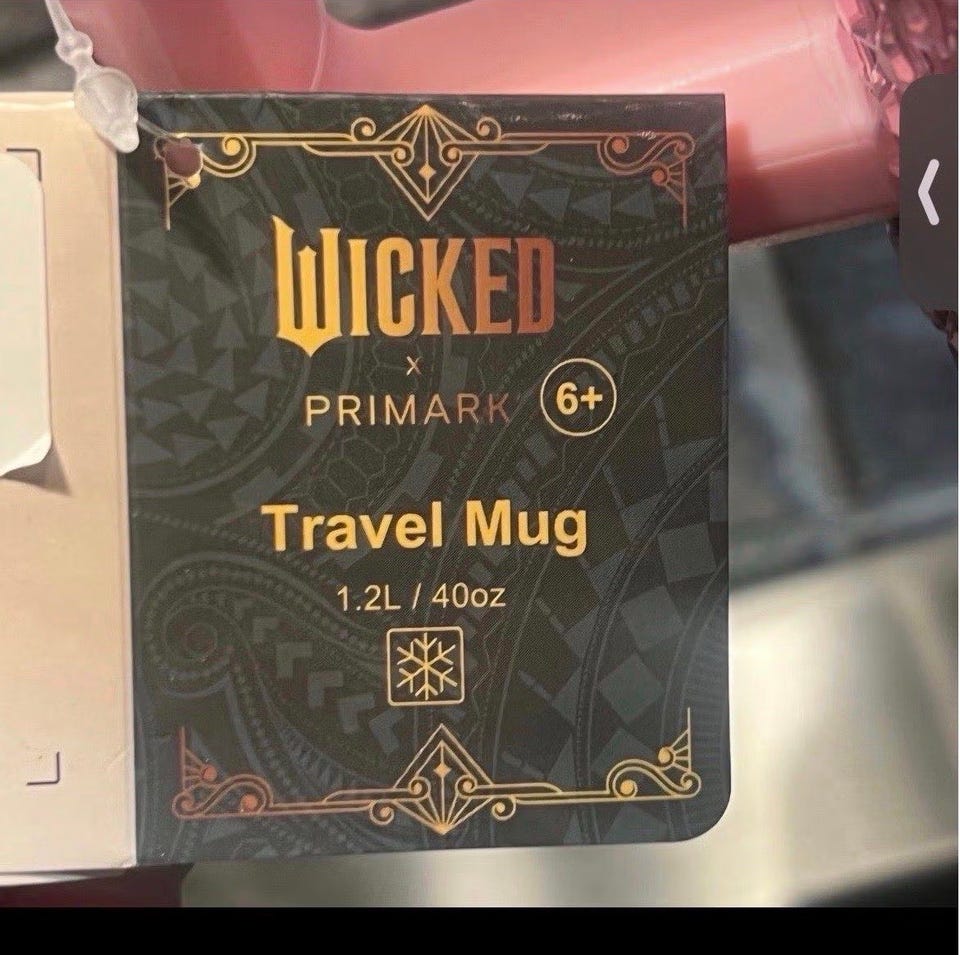 WICKED
x
PRIMARK 6+
Travel Mug
1.2L / 40oz